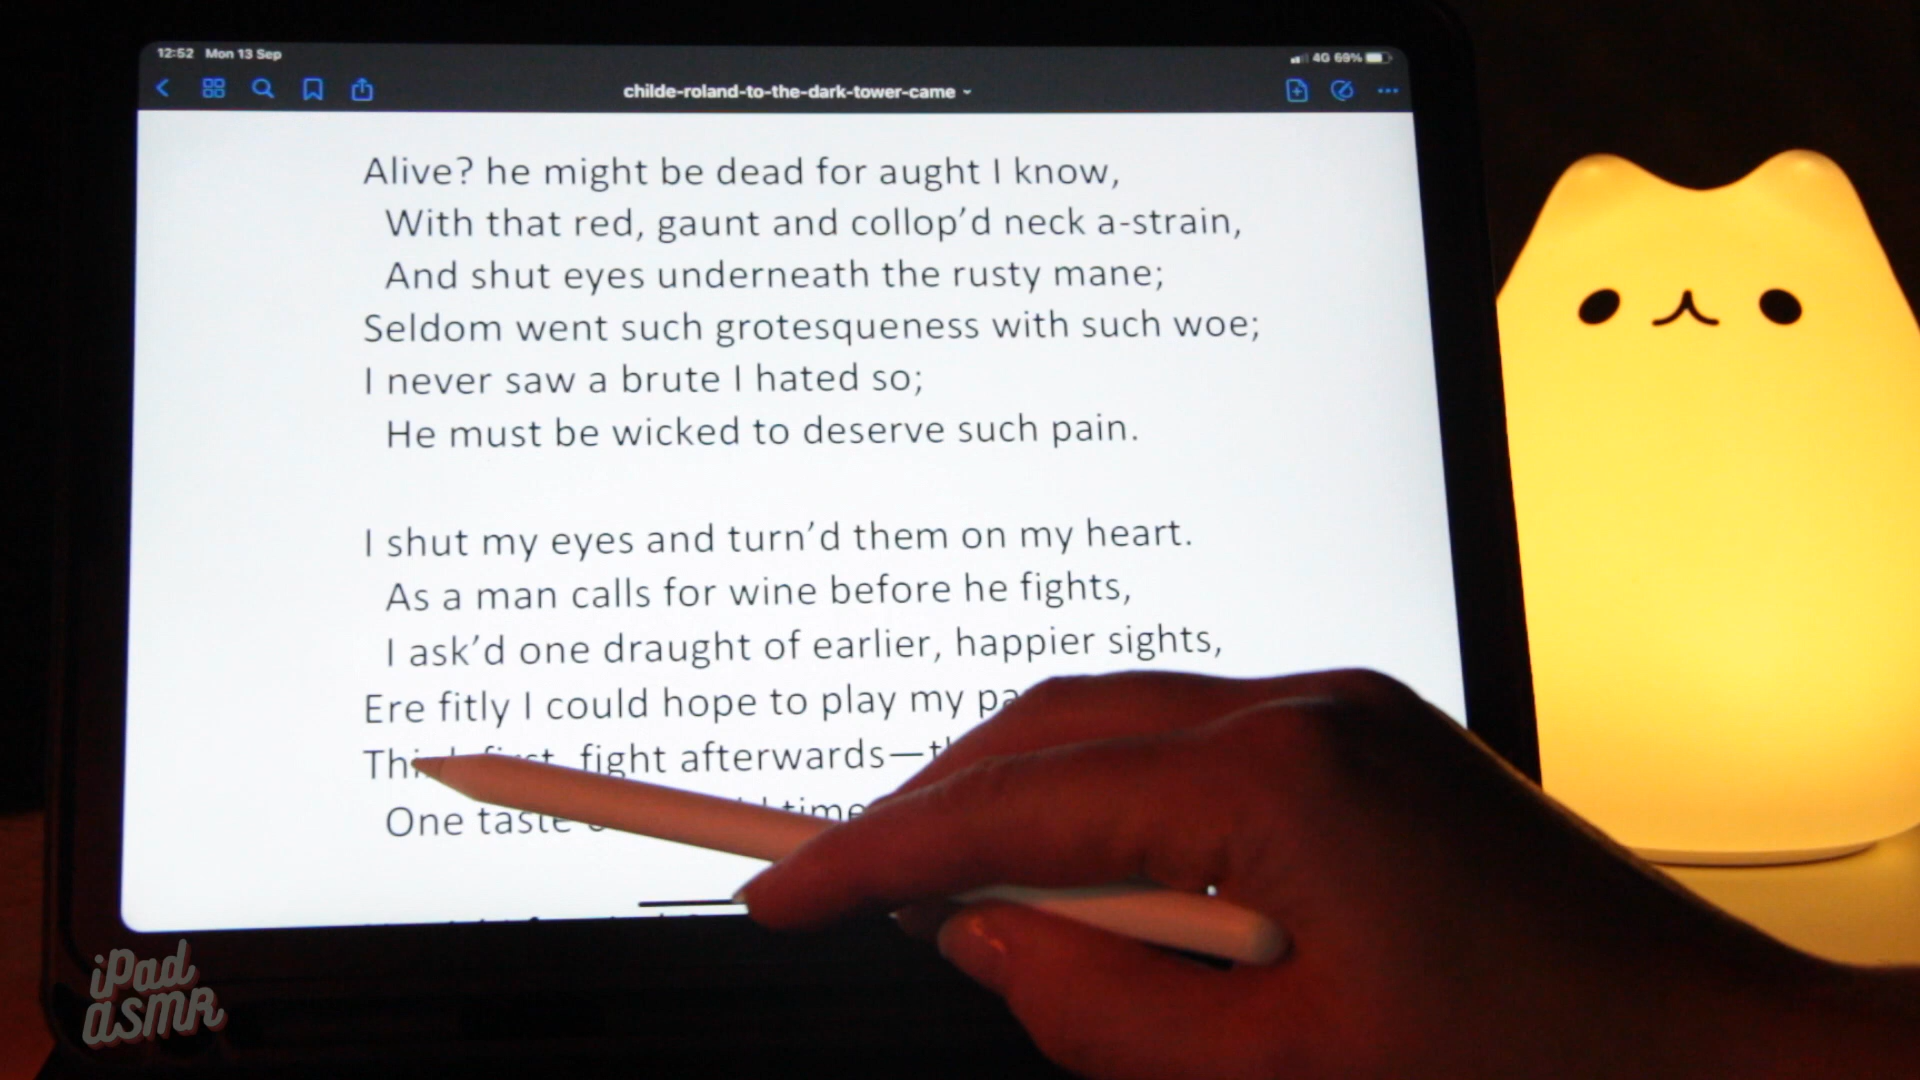 12:52 Mon 13 Sep
4G 69%
childe-roland-to-the-dark-tower-came
Alive? he might be dead for aught I know,
With that red, gaunt and collop’d neck a-strain,
And shut eyes underneath the rusty mane;
Seldom went such grotesqueness with such woe;
I never saw a brute I hated so;
He must be wicked to deserve such pain.
I shut my eyes and turn’d them on my heart.
As a man calls for wine before he fights,
I ask’d one draught of earlier, happier sights,
Ere fitly I could hope to play my
fight afterwards—
One taste time
iPad
asmr